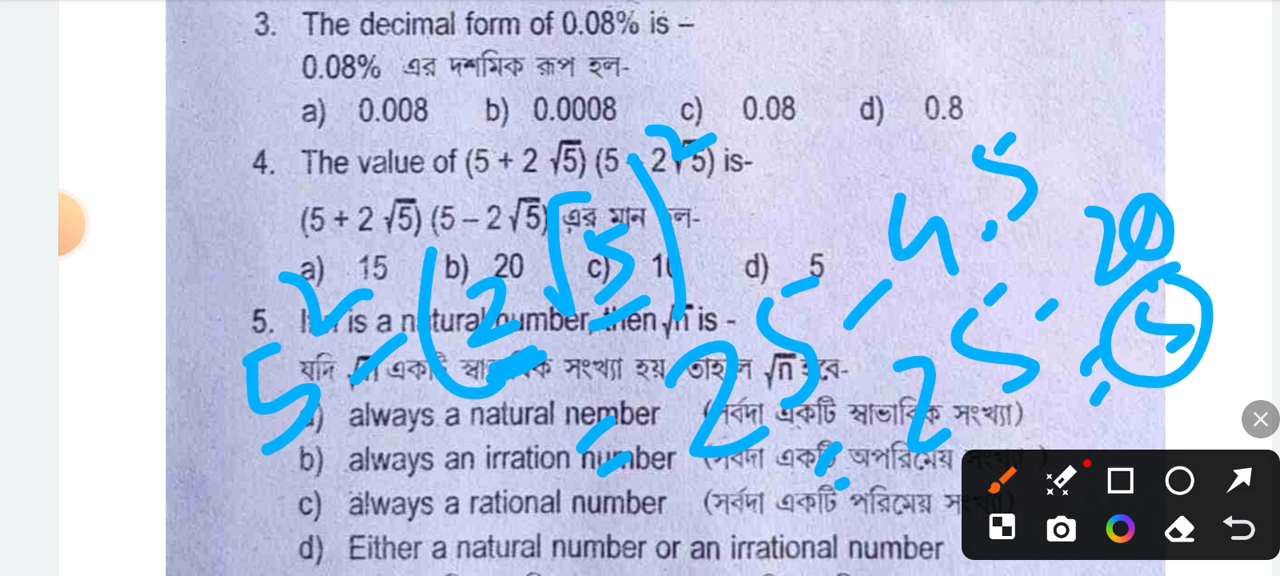 3. The decimal form of 0.08% is –
0.08% এর দশমিক রূপ হল-
a) 0.008 b) 0.0008 c) 0.08 d) 0.8
4. The value of (5 + 2 √5) (5 - 2√5) is-
(5 + 2 √5) (5 – 2 √5) এর মান হল-
a) 15 b) 20 c) 10 d) 5
5² - (2√5)² = 25 - 4.5
25 - 20
5
5. If n is a natural number, then √n is -
যদি একটি স্বাভাবিক সংখ্যা হয় তাহলে √n হবে-
a) always a natural nember (সর্বদা একটি স্বাভাবিক সংখ্যা)
b) always an irration number (সর্বদা একটি অপরিমেয় সংখ্যা)
c) always a rational number (সর্বদা একটি পরিমেয় সংখ্যা)
d) Either a natural number or an irrational number